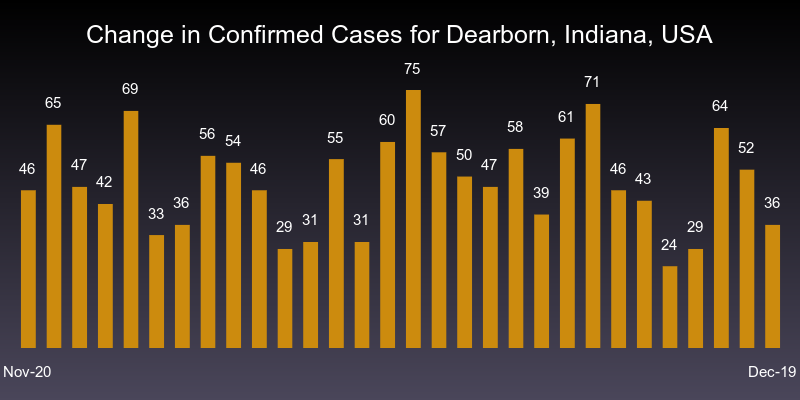 Change in Confirmed Cases for Dearborn, Indiana, USA
46 65 47 42 69 33 36 56 54 46 29 31 55 31 60 75 57 50 47 58 39 61 71 46 43 24 29 64 52 36
Nov-20 Dec-19